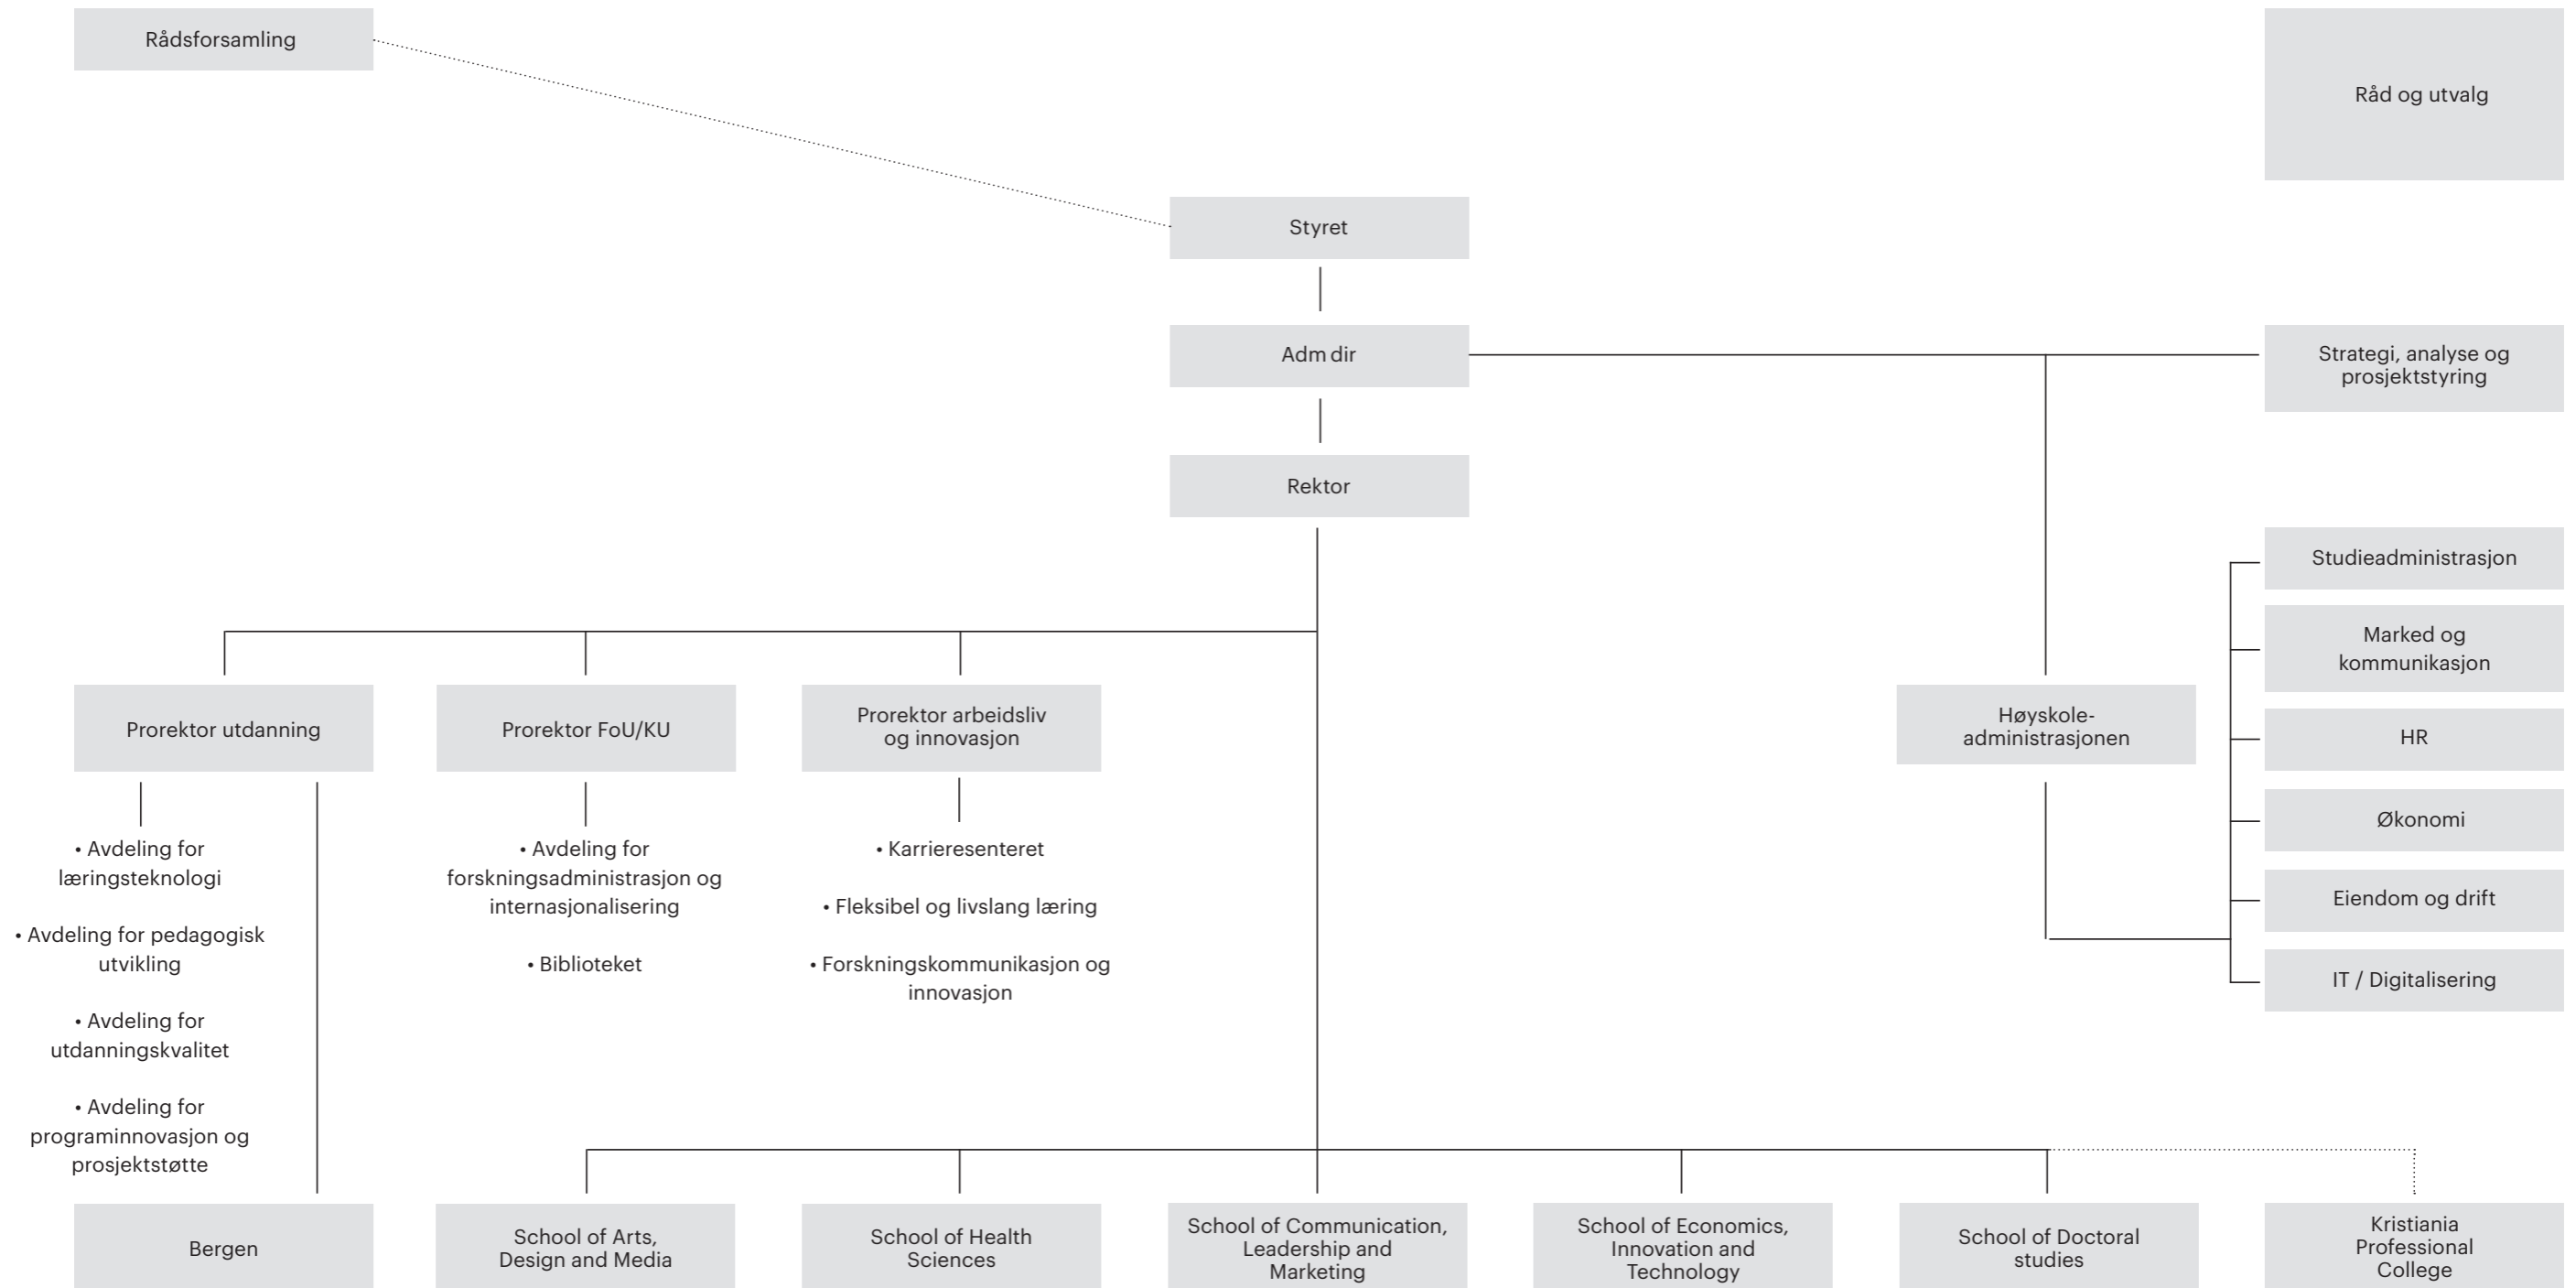 Rådsforsamling
Råd og utvalg
Styret
Adm dir
Strategi, analyse og
prosjektstyring
Rektor
Studieadministrasjon
Marked og
kommunikasjon
HR
Økonomi
Eiendom og drift
IT / Digitalisering
Høyskole-
administrasjonen
Prorektor utdanning
Prorektor FoU/KU
Prorektor arbeidsliv
og innovasjon
• Avdeling for
læringsteknologi
• Avdeling for pedagogisk
utvikling
• Avdeling for
utdanningskvalitet
• Avdeling for
programinnovasjon og
prosjektstøtte
• Avdeling for
forskningsadministrasjon og
internasjonalisering
• Biblioteket
• Karrieresenteret
• Fleksibel og livslang læring
• Forskningskommunikasjon og
innovasjon
Bergen
School of Arts,
Design and Media
School of Health
Sciences
School of Communication,
Leadership and
Marketing
School of Economics,
Innovation and
Technology
School of Doctoral
studies
Kristiania
Professional
College